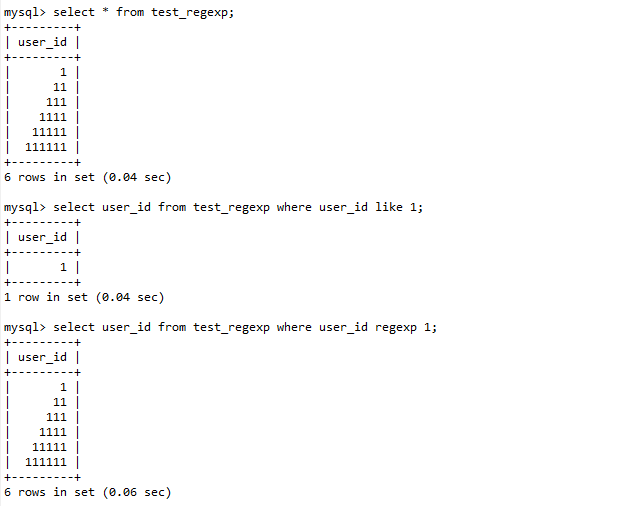 mysql> select * from test_regexp;
+---------+
| user_id |
+---------+
|       1 |
|      11 |
|     111 |
|    1111 |
|   11111 |
|  111111 |
+---------+
6 rows in set (0.04 sec)

mysql> select user_id from test_regexp where user_id like 1;
+---------+
| user_id |
+---------+
|       1 |
+---------+
1 row in set (0.04 sec)

mysql> select user_id from test_regexp where user_id regexp 1;
+---------+
| user_id |
+---------+
|       1 |
|      11 |
|     111 |
|    1111 |
|   11111 |
|  111111 |
+---------+
6 rows in set (0.06 sec)